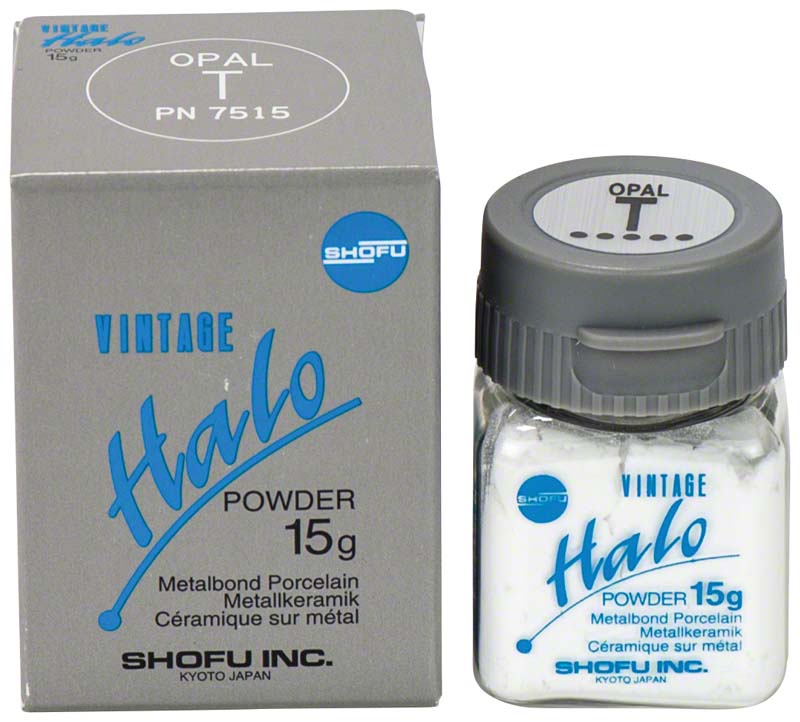 VINTAGE
Halo
POWDER
15g
OPAL
T
PN 7515
SHOFU
VINTAGE
Halo
POWDER
15g
Metalbond Porcelain
Metallkeramik
Céramique sur métal
SHOFU INC.
KYOTO JAPAN
OPAL
T
SHOFU
VINTAGE
Halo
POWDER 15g
Metalbond Porcelain
Metallkeramik
Céramique sur métal
SHOFU INC.
KYOTO JAPAN